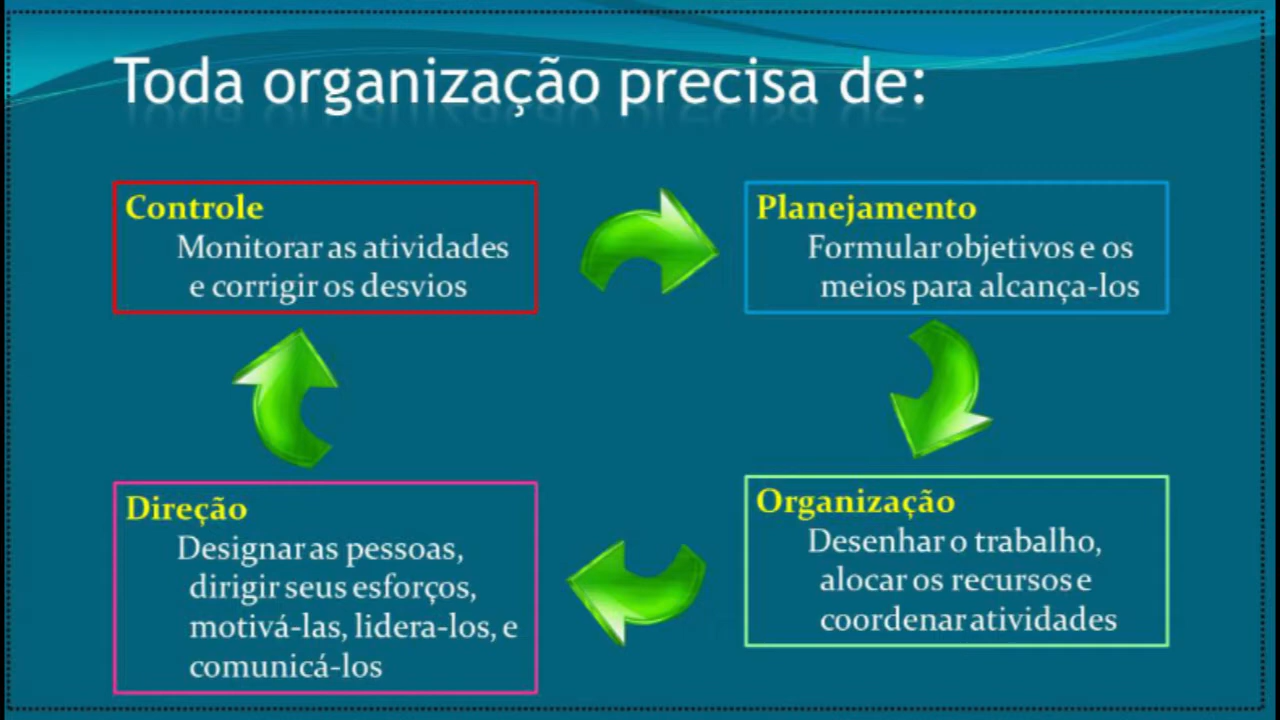 Toda organização precisa de:
Controle
Monitorar as atividades
e corrigir os desvios
Planejamento
Formular objetivos e os
meios para alcança-los
Direção
Designar as pessoas,
dirigir seus esforços,
motivá-las, lidera-los, e
comunicá-los
Organização
Desenhar o trabalho,
alocar os recursos e
coordenar atividades